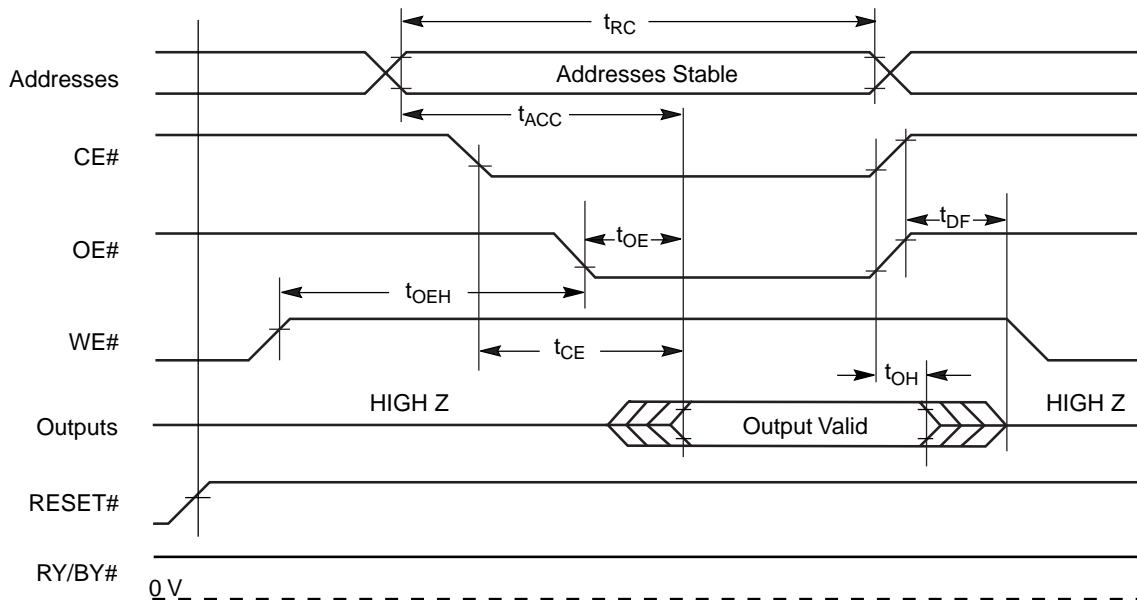 tRC
Addresses
Addresses Stable
tACC
CE#
tDF
OE#
tOE
tOEH
WE#
tCE
tOH
HIGH Z
HIGH Z
Outputs
Output Valid
RESET#
RY/BY#
0 V